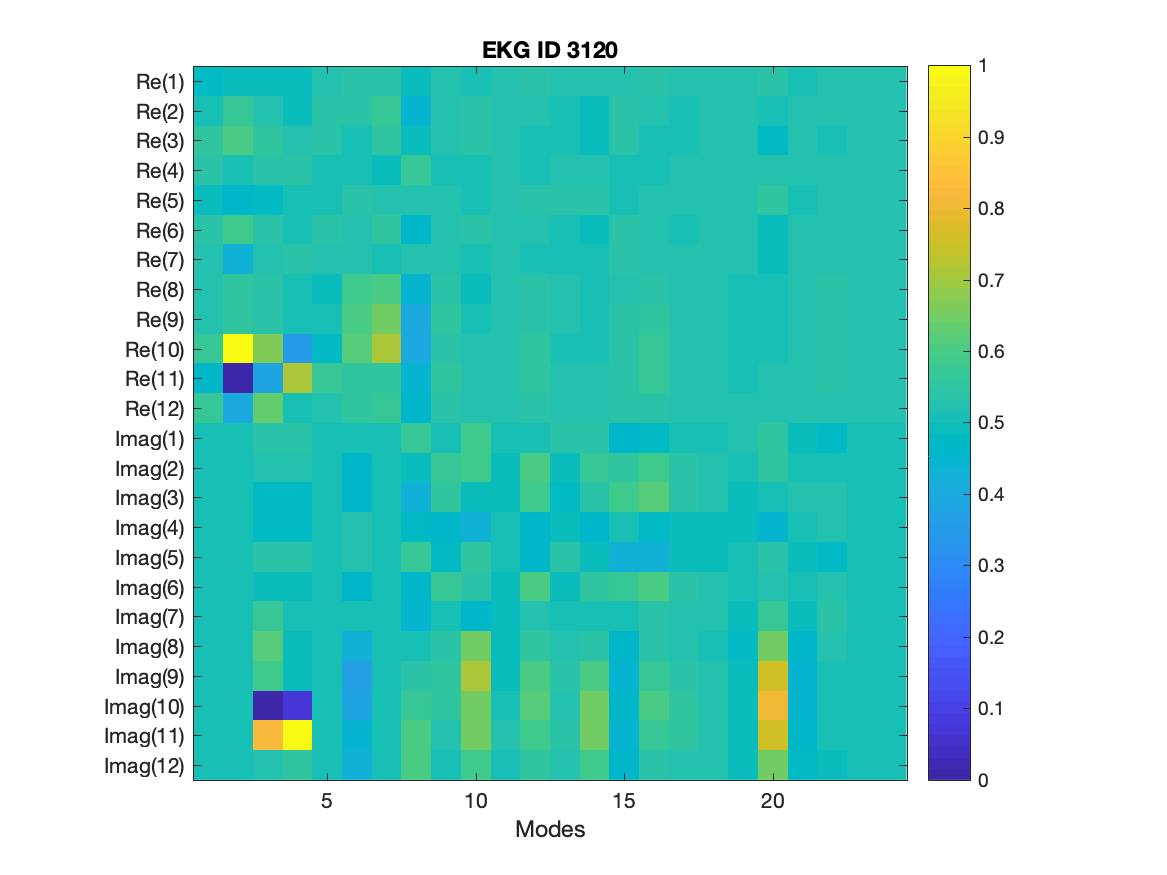 EKG ID 3120
Re(1)
Re(2)
Re(3)
Re(4)
Re(5)
Re(6)
Re(7)
Re(8)
Re(9)
Re(10)
Re(11)
Re(12)
Imag(1)
Imag(2)
Imag(3)
Imag(4)
Imag(5)
Imag(6)
Imag(7)
Imag(8)
Imag(9)
Imag(10)
Imag(11)
Imag(12)
5 10 15 20
Modes
1
0.9
0.8
0.7
0.6
0.5
0.4
0.3
0.2
0.1
0